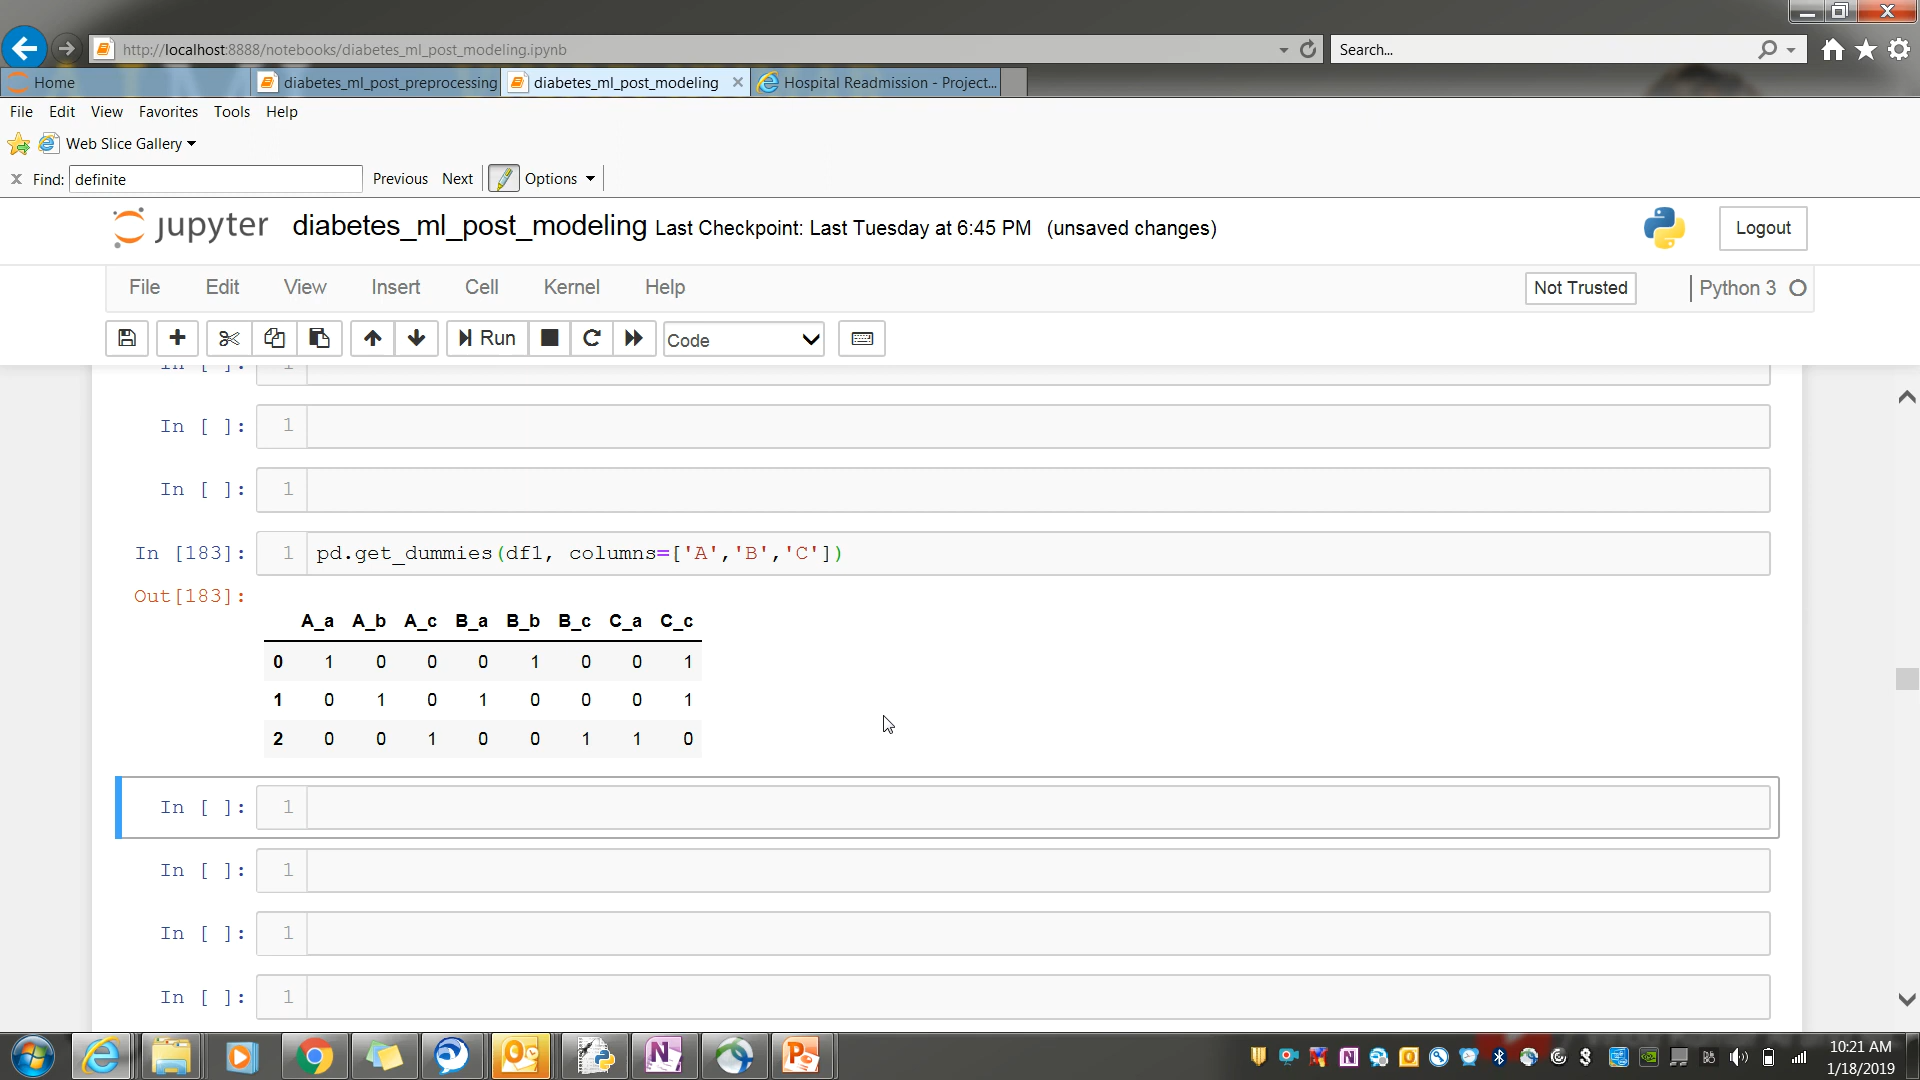 http://localhost:8888/notebooks/diabetes_ml_post_modeling.ipynb
Search...
Home
diabetes_ml_post_preprocessing
diabetes_ml_post_modeling
Hospital Readmission - Project...
File Edit View Favorites Tools Help
Web Slice Gallery
x Find: definite Previous Next Options
jupyter diabetes_ml_post_modeling Last Checkpoint: Last Tuesday at 6:45 PM (unsaved changes)
Logout
File Edit View Insert Cell Kernel Help
Not Trusted
Python 3
Run
Code
In [ ]: 1
In [ ]: 1
In [ ]: 1
In [183]: 1 pd.get_dummies(df1, columns=['A','B','C'])
Out[183]:
A_a A_b A_c B_a B_b B_c C_a C_c
0 1 0 0 0 1 0 0 1
1 0 1 0 1 0 0 0 1
2 0 0 1 0 0 1 1 0
In [ ]: 1
In [ ]: 1
In [ ]: 1
In [ ]: 1
10:21 AM
1/18/2019